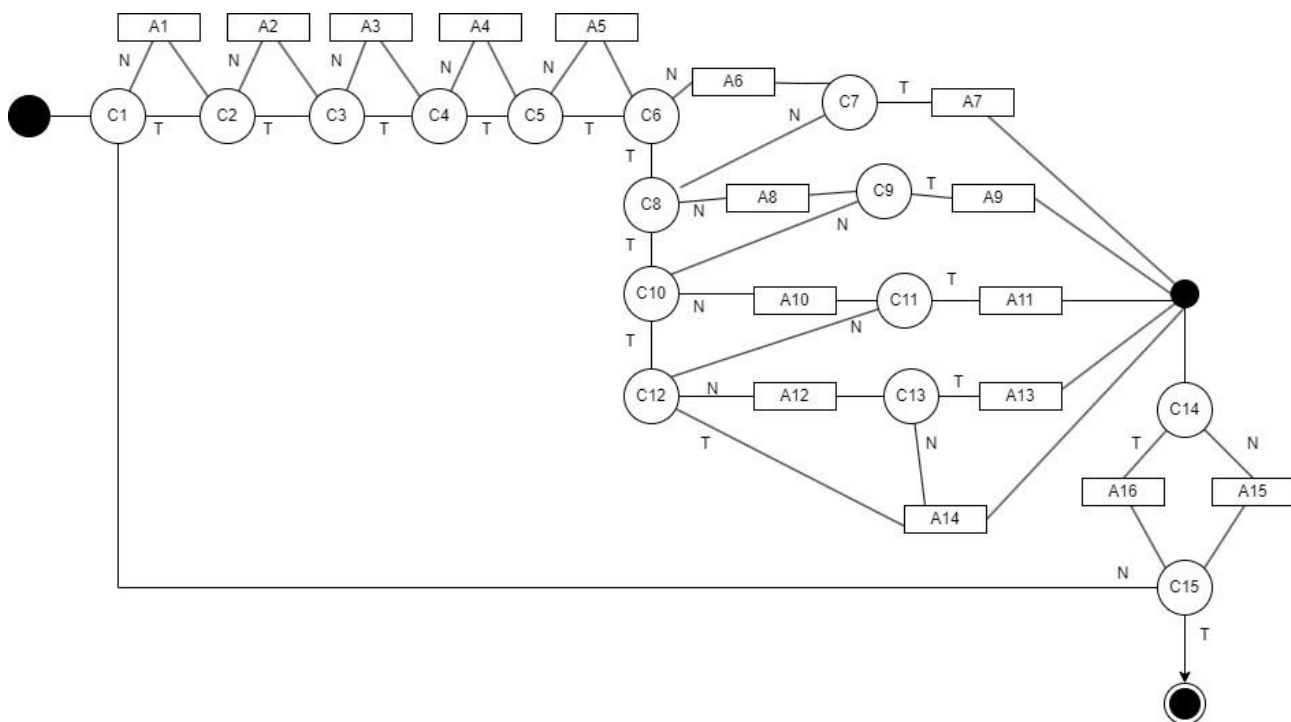 A1 A2 A3 A4 A5
N N N N N N A6 T
C7 A7
C1 T C2 T C3 T C4 T C5 T C6 N
T
C8 N A8 C9 T A9
T N
C10 N A10 C11 T A11
T N
C12 N A12 C13 T A13
T N C14
T N
A16 A15
A14
N C15
T